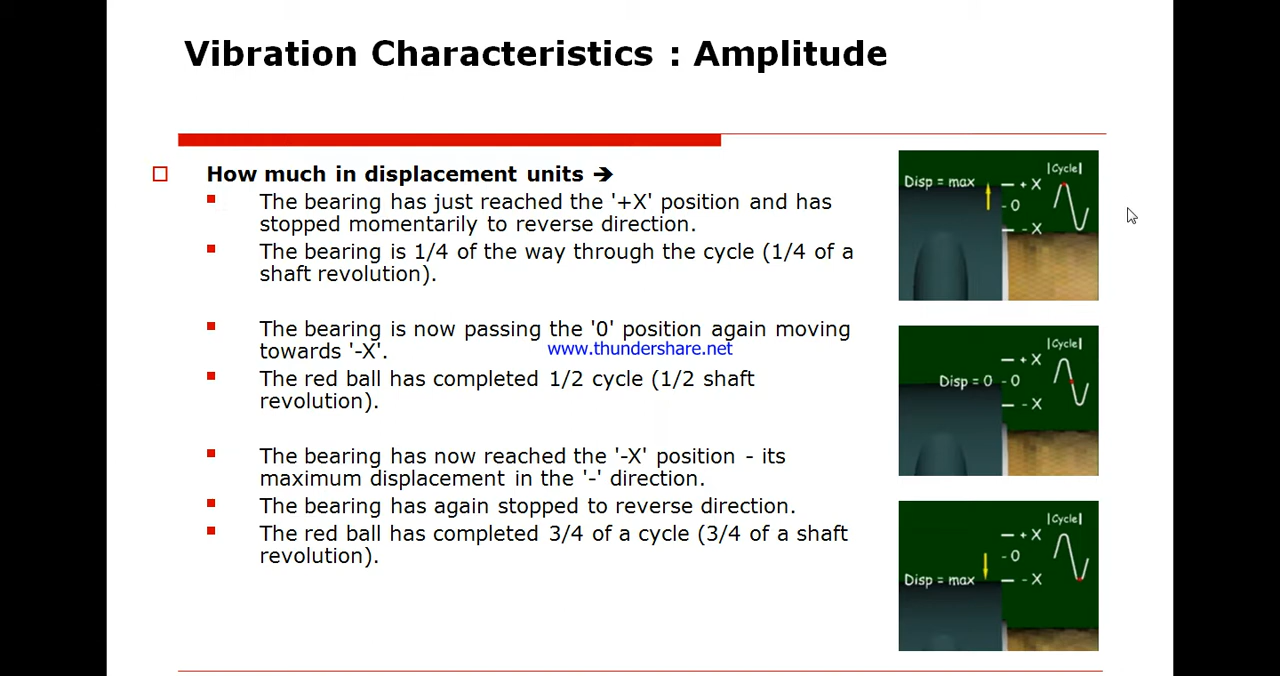 Vibration Characteristics : Amplitude
How much in displacement units ➔
The bearing has just reached the '+X' position and has
stopped momentarily to reverse direction.
The bearing is 1/4 of the way through the cycle (1/4 of a
shaft revolution).
The bearing is now passing the '0' position again moving
towards '-X'.
www.thundershare.net
The red ball has completed 1/2 cycle (1/2 shaft
revolution).
The bearing has now reached the '-X' position - its
maximum displacement in the '-' direction.
The bearing has again stopped to reverse direction.
The red ball has completed 3/4 of a cycle (3/4 of a shaft
revolution).
|Cycle|
Disp = max
+ X
- 0
- X
|Cycle|
+ X
Disp = 0 - 0
- X
|Cycle|
+ X
- 0
Disp = max
- X